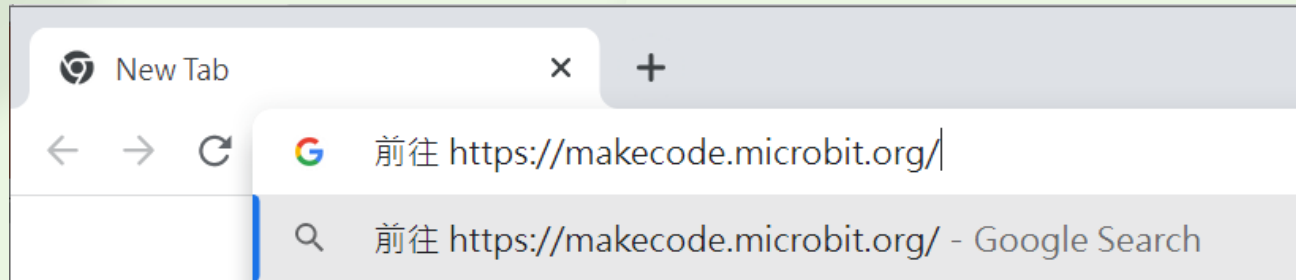 New Tab
前往 https://makecode.microbit.org/
前往 https://makecode.microbit.org/ - Google Search